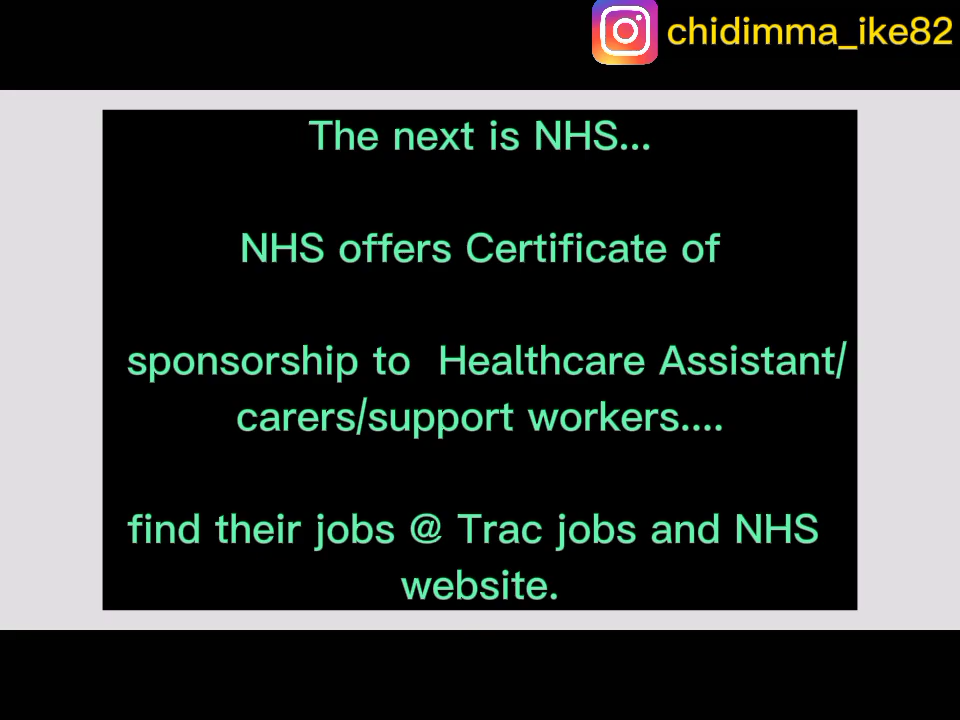 chidimma_ike82
The next is NHS...
NHS offers Certificate of
sponsorship to  Healthcare Assistant/
carers/support workers....
find their jobs @ Trac jobs and NHS
website.